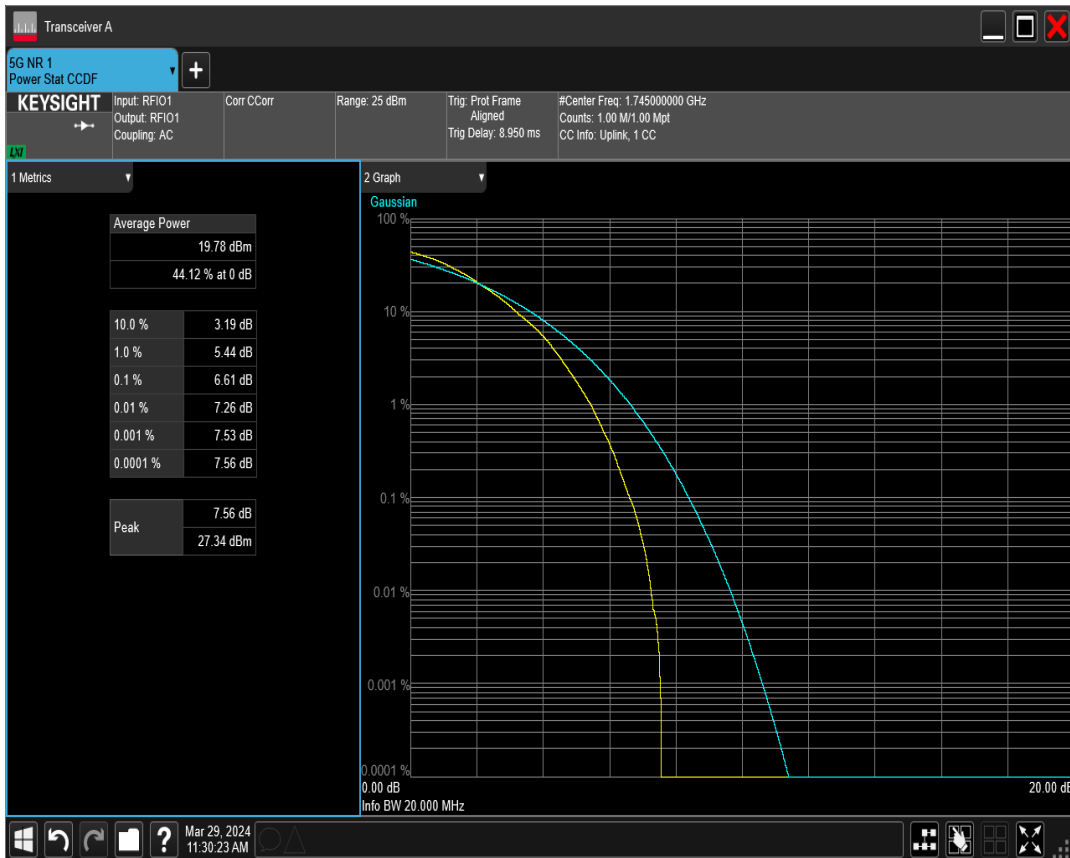 Transceiver A
5G NR 1
Power Stat CCDF
+
KEYSIGHT
LXI
Input: RFIO1
Output: RFIO1
Coupling: AC
Corr CCorr
Range: 25 dBm
Trig: Prot Frame
Aligned
Trig Delay: 8.950 ms
#Center Freq: 1.745000000 GHz
Counts: 1.00 M/1.00 Mpt
CC Info: Uplink, 1 CC
1 Metrics
Average Power
19.78 dBm
44.12 % at 0 dB
10.0 % 3.19 dB
1.0 % 5.44 dB
0.1 % 6.61 dB
0.01 % 7.26 dB
0.001 % 7.53 dB
0.0001 % 7.56 dB
Peak
7.56 dB
27.34 dBm
2 Graph
Gaussian
100 %
10 %
1 %
0.1 %
0.01 %
0.001 %
0.0001 %
0.00 dB 20.00 dB
Info BW 20.000 MHz
?
Mar 29, 2024
11:30:23 AM